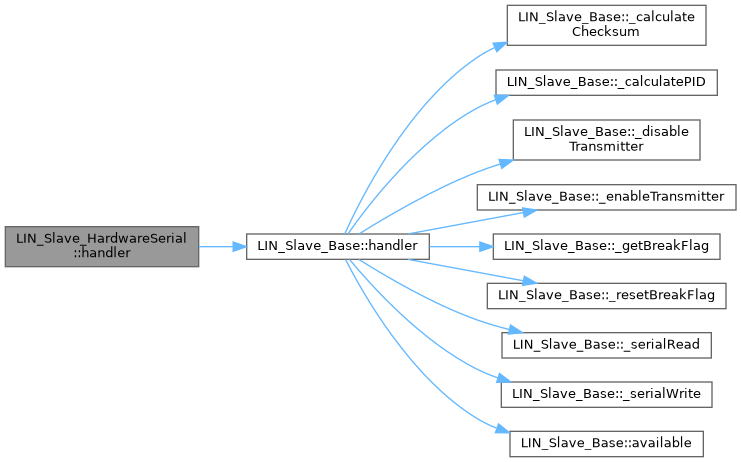 LIN_Slave_HardwareSerial
::handler
LIN_Slave_Base::handler
LIN_Slave_Base::_calculate
Checksum
LIN_Slave_Base::_calculatePID
LIN_Slave_Base::_disable
Transmitter
LIN_Slave_Base::_enableTransmitter
LIN_Slave_Base::_getBreakFlag
LIN_Slave_Base::_resetBreakFlag
LIN_Slave_Base::_serialRead
LIN_Slave_Base::_serialWrite
LIN_Slave_Base::available